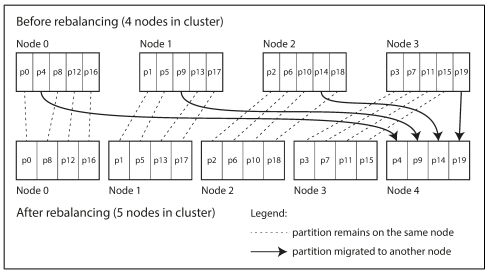 Before rebalancing (4 nodes in cluster)
Node 0 Node 1 Node 2 Node 3
p0 p4 p8 p12 p16 p1 p5 p9 p13 p17 p2 p6 p10 p14 p18 p3 p7 p11 p15 p19
p0 p8 p12 p16 p1 p5 p13 p17 p2 p6 p10 p18 p3 p7 p11 p15 p4 p9 p14 p19
Node 0 Node 1 Node 2 Node 3 Node 4
After rebalancing (5 nodes in cluster)
Legend:
partition remains on the same node
partition migrated to another node